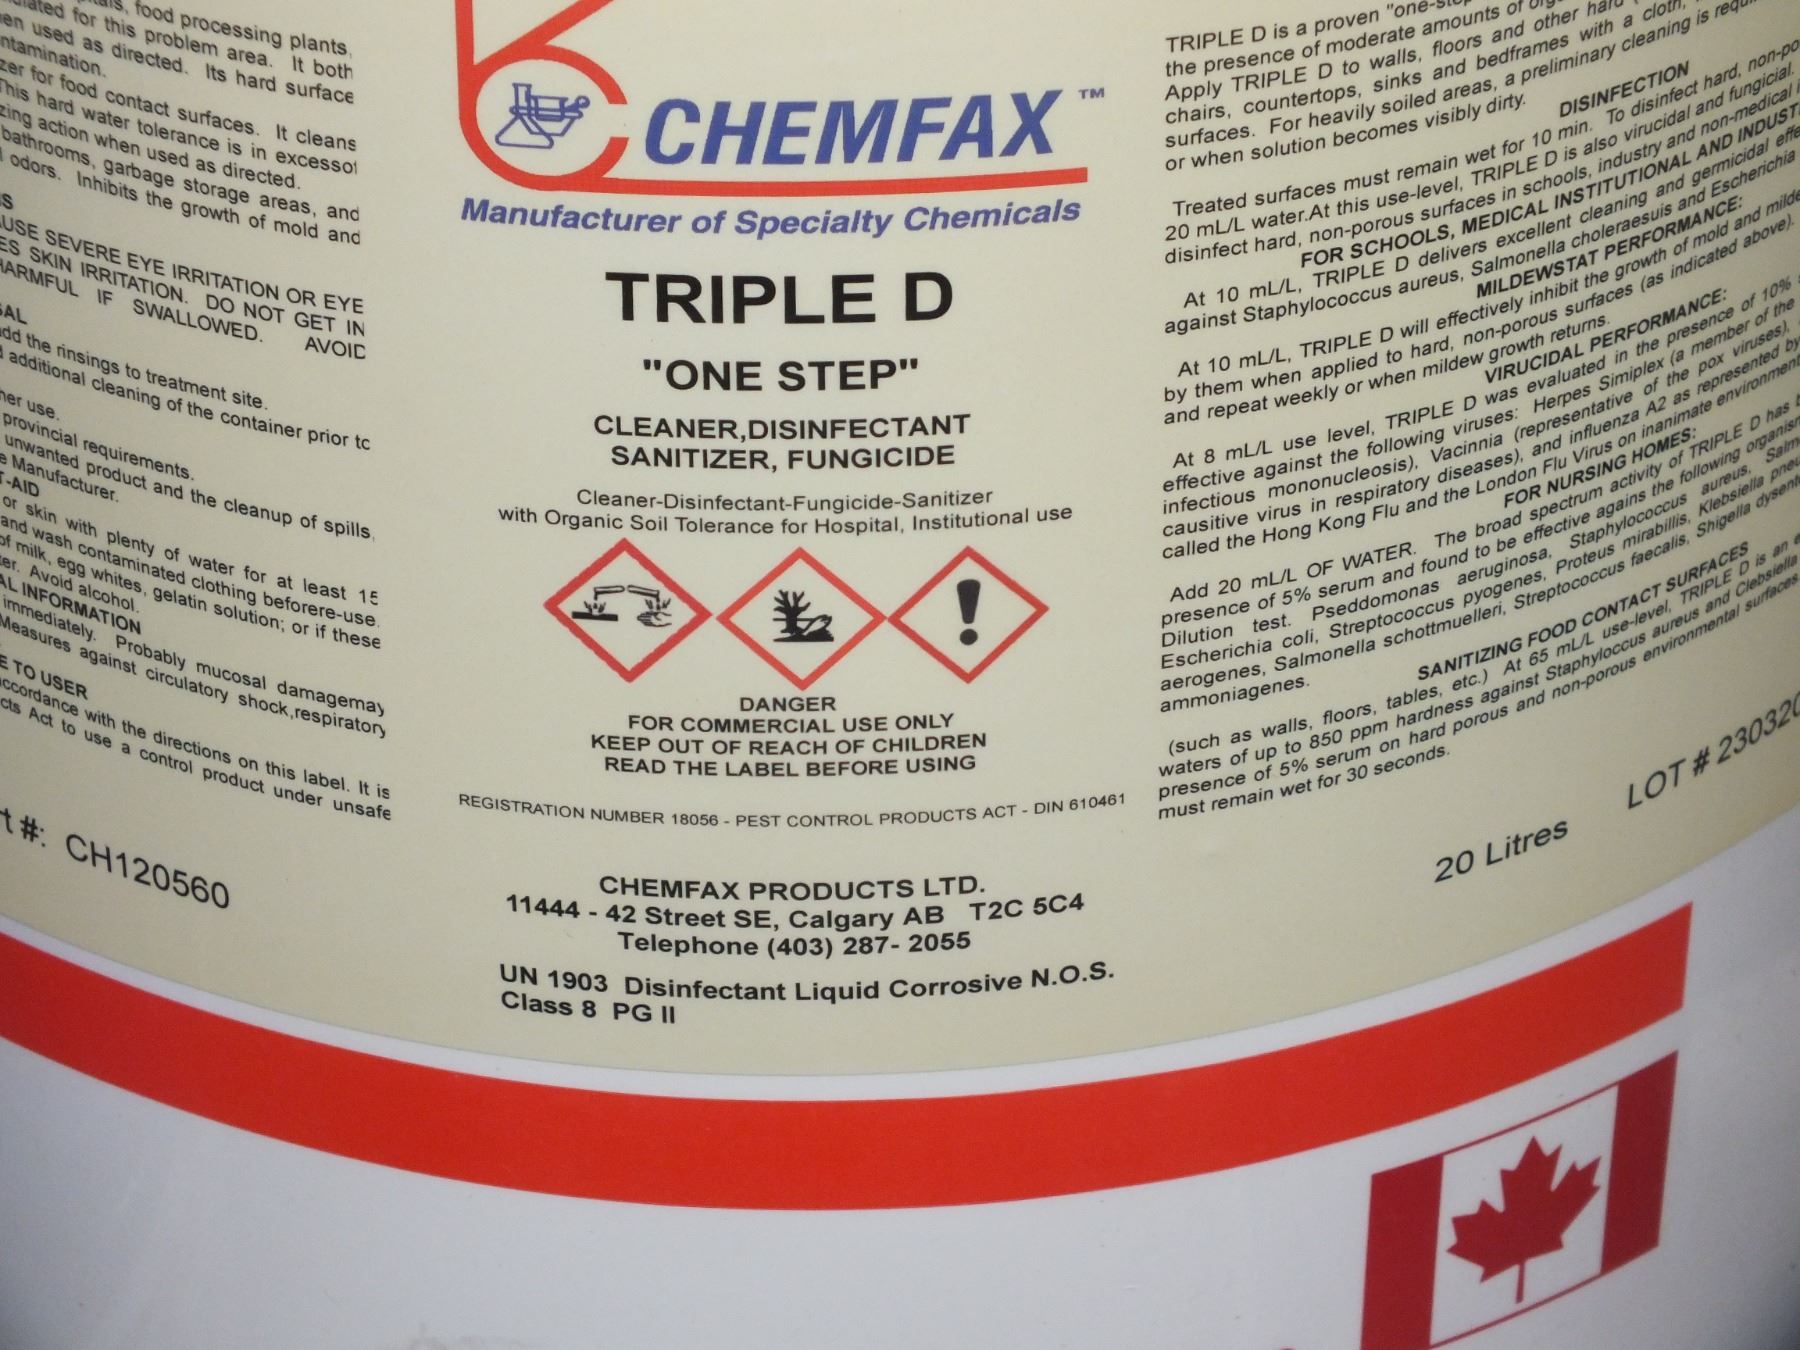 food processing plants,
for this problem area. It both
used as directed. Its hard surface
for food contact surfaces. It cleans
This hard water tolerance is in excessof
action when used as directed.
bathrooms, garbage storage areas, and
odors. Inhibits the growth of mold and
SEVERE EYE IRRITATION OR EYE
SKIN IRRITATION. DO NOT GET IN
HARMFUL IF SWALLOWED. AVOID
the rinsings to treatment site.
additional cleaning of the container prior to
use.
provincial requirements.
unwanted product and the cleanup of spills,
Manufacturer.
or skin with plenty of water for at least 15
and wash contaminated clothing beforere-use.
of milk, egg whites, gelatin solution; or if these
Avoid alcohol.
INFORMATION
immediately. Probably mucosal damagemay
Measures against circulatory shock,respiratory
TO USER
accordance with the directions on this label. It is
Act to use a control product under unsafe
#: CH120560
CHEMFAX ™
Manufacturer of Specialty Chemicals
TRIPLE D
"ONE STEP"
CLEANER,DISINFECTANT
SANITIZER, FUNGICIDE
Cleaner-Disinfectant-Fungicide-Sanitizer
with Organic Soil Tolerance for Hospital, Institutional use
DANGER
FOR COMMERCIAL USE ONLY
KEEP OUT OF REACH OF CHILDREN
READ THE LABEL BEFORE USING
REGISTRATION NUMBER 18056 - PEST CONTROL PRODUCTS ACT - DIN 610461
CHEMFAX PRODUCTS LTD.
11444 - 42 Street SE, Calgary AB T2C 5C4
Telephone (403) 287- 2055
UN 1903 Disinfectant Liquid Corrosive N.O.S.
Class 8 PG II
TRIPLE D is a proven
the presence of moderate amounts of
Apply TRIPLE D to walls, floors and other hard
chairs, countertops, sinks and bedframes with a cloth,
surfaces. For heavily soiled areas, a preliminary cleaning is
or when solution becomes visibly dirty.
DISINFECTION
Treated surfaces must remain wet for 10 min. To disinfect hard,
20 mL/L water.At this use-level, TRIPLE D is also virucidal and fungicial.
disinfect hard, non-porous surfaces in schools, industry and non-medical
FOR SCHOOLS, MEDICAL INSTITUTIONAL AND
At 10 mL/L, TRIPLE D delivers excellent cleaning and germicidal
against Staphylococcus aureus, Salmonella choleraesuis and Escherichia
MILDEWSTAT PERFORMANCE:
At 10 mL/L, TRIPLE D will effectively inhibit the growth of mold and
by them when applied to hard, non-porous surfaces (as indicated above).
and repeat weekly or when mildew growth returns.
VIRUCIDAL PERFORMANCE:
At 8 mL/L use level, TRIPLE D was evaluated in the presence of 10%
effective against the following viruses: Herpes Simiplex (a member of the
infectious mononucleosis), Vacinnia (representative of the pox viruses),
causitive virus in respiratory diseases), and influenza A2 as represented by
called the Hong Kong Flu and the London Flu Virus on inanimate
FOR NURSING HOMES:
Add 20 mL/L OF WATER. The broad spectrum activity of TRIPLE D has
presence of 5% serum and found to be effective agains the following
Dilution test. Pseddomonas aeruginosa, Staphylococcus aureus,
Escherichia coli, Streptococcus pyogenes, Proteus mirabillis, Klebsiella
aerogenes, Salmonella schottmuelleri, Streptococcus faecalis, Shigella
ammoniagenes.
SANITIZING FOOD CONTACT SURFACES
(such as walls, floors, tables, etc.) At 65 mL/L use-level, TRIPLE D is an
waters of up to 850 ppm hardness against Staphyloccus aureus and Clebsiella
presence of 5% serum on hard porous and non-porous environmental surfaces.
must remain wet for 30 seconds.
20 Litres LOT # 230320